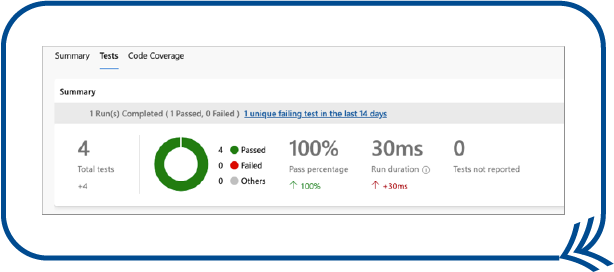 Summary Tests Code Coverage
Summary
1 Run(s) Completed ( 1 Passed, 0 Failed ) 1 unique failing test in the last 14 days
4
Total tests
+4
4 Passed
0 Failed
0 Others
100%
Pass percentage
↑ 100%
30ms
Run duration ⓘ
↑ +30ms
0
Tests not reported